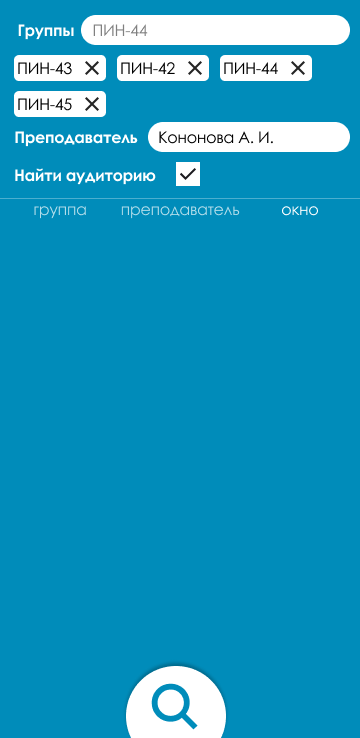 Группы ПИН-44
ПИН-43 ПИН-42 ПИН-44
ПИН-45
Преподаватель Кононова А. И.
Найти аудиторию
группа преподаватель окно